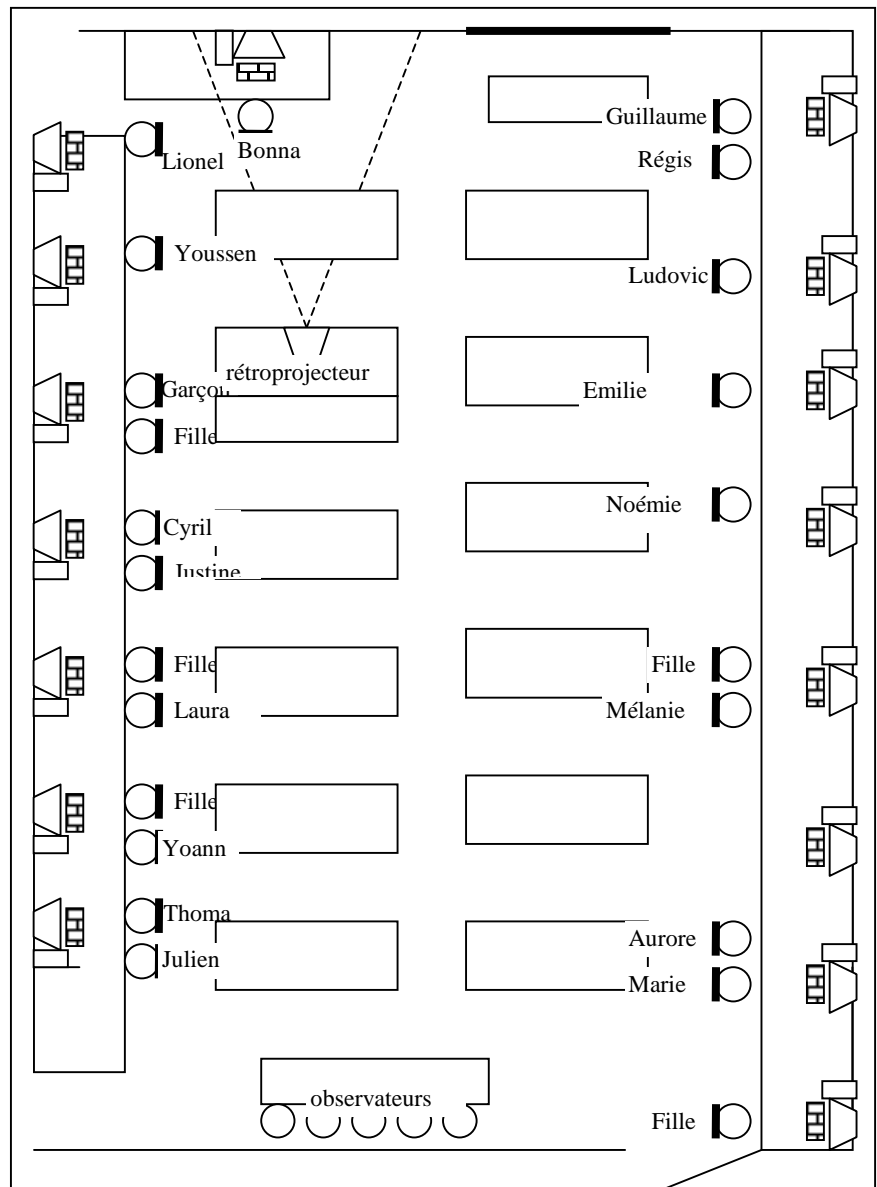 Guillaume
Bonna
Lionel
Régis
Youssen
Ludovic
rétroprojecteur
Garçon
Emilie
Fille
Noémie
Cyril
Justine
Fille
Fille
Laura
Mélanie
Fille
Yoann
Thoma
Aurore
Julien
Marie
observateurs
Fille